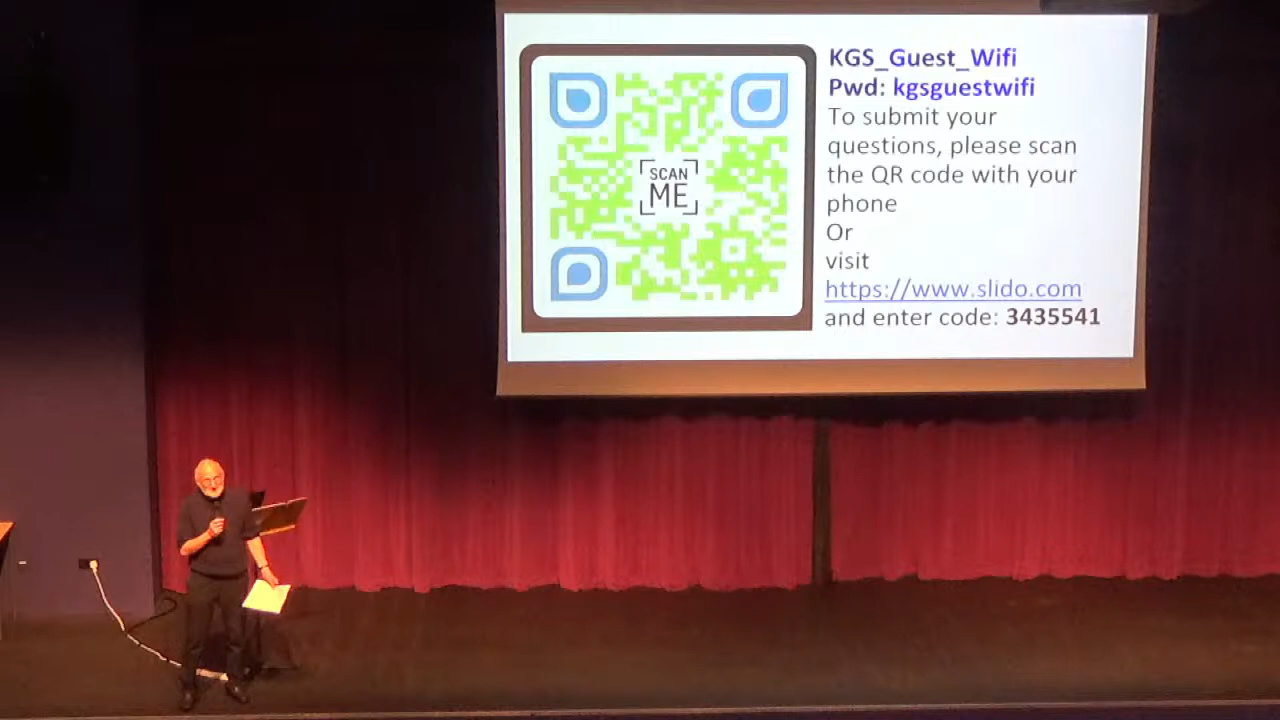 SCAN
ME
KGS_Guest_Wifi
Pwd: kgsguestwifi
To submit your
questions, please scan
the QR code with your
phone
Or
visit
https://www.slido.com
and enter code: 3435541